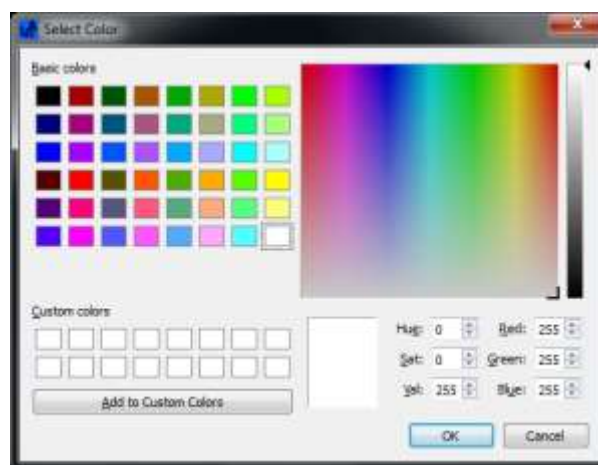 Select Color
Basic colors
Custom colors
Add to Custom Colors
Hue: 0 Red: 255
Sat: 0 Green: 255
Val: 255 Blue: 255
OK Cancel